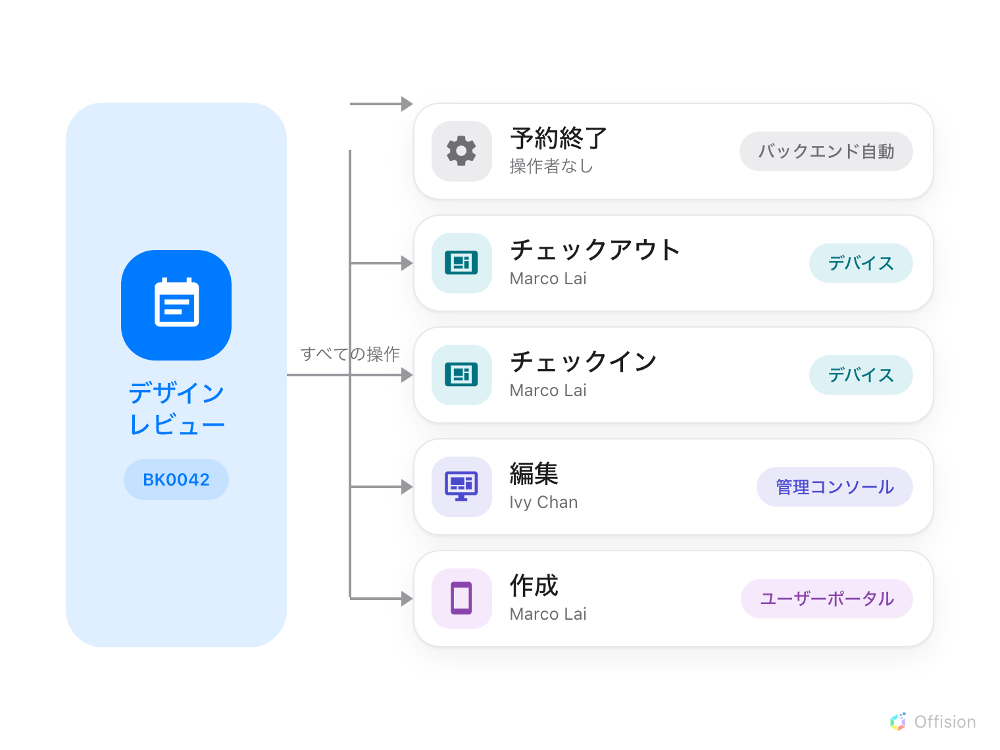 デザイン
レビュー
BK0042
すべての操作
予約終了
操作者なし
バックエンド自動
チェックアウト
Marco Lai
デバイス
チェックイン
Marco Lai
デバイス
編集
Ivy Chan
管理コンソール
作成
Marco Lai
ユーザーポータル
Offision